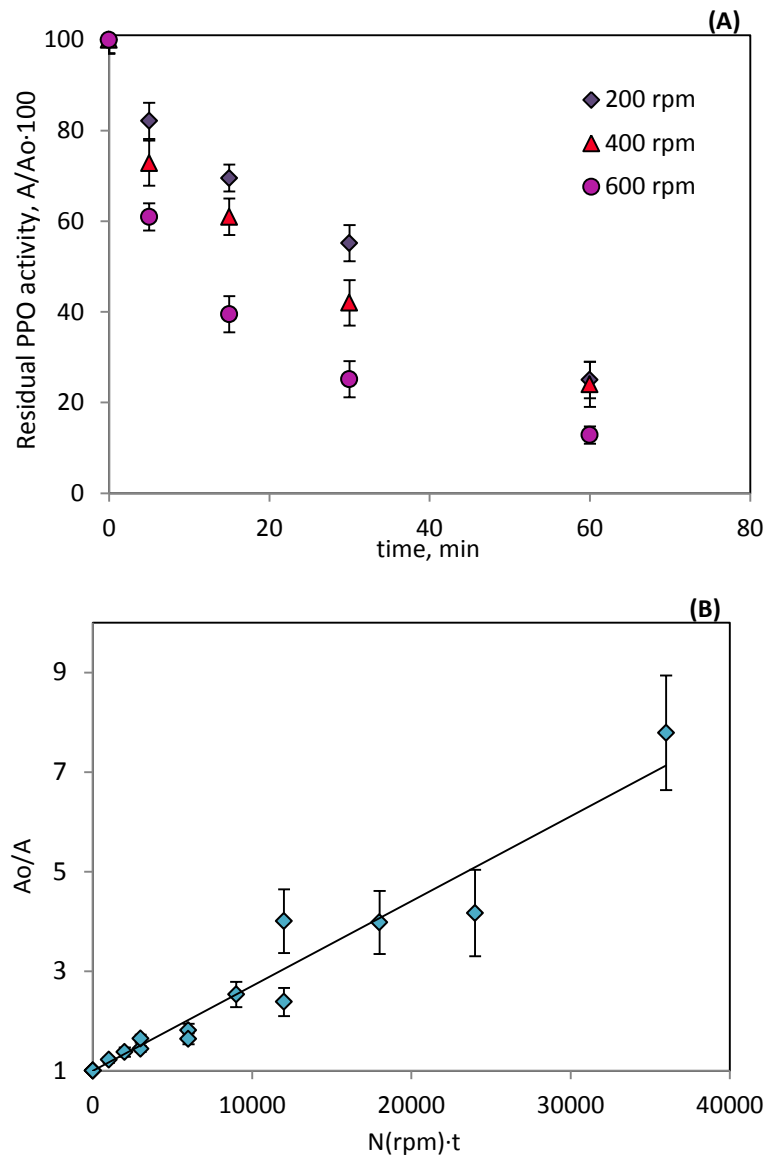 (A)
100
80
60
40
20
0
Residual PPO activity, A/Ao·100
200 rpm
400 rpm
600 rpm
0 20 40 60 80
time, min
(B)
9
7
5
3
1
Ao/A
0 10000 20000 30000 40000
N(rpm)·t